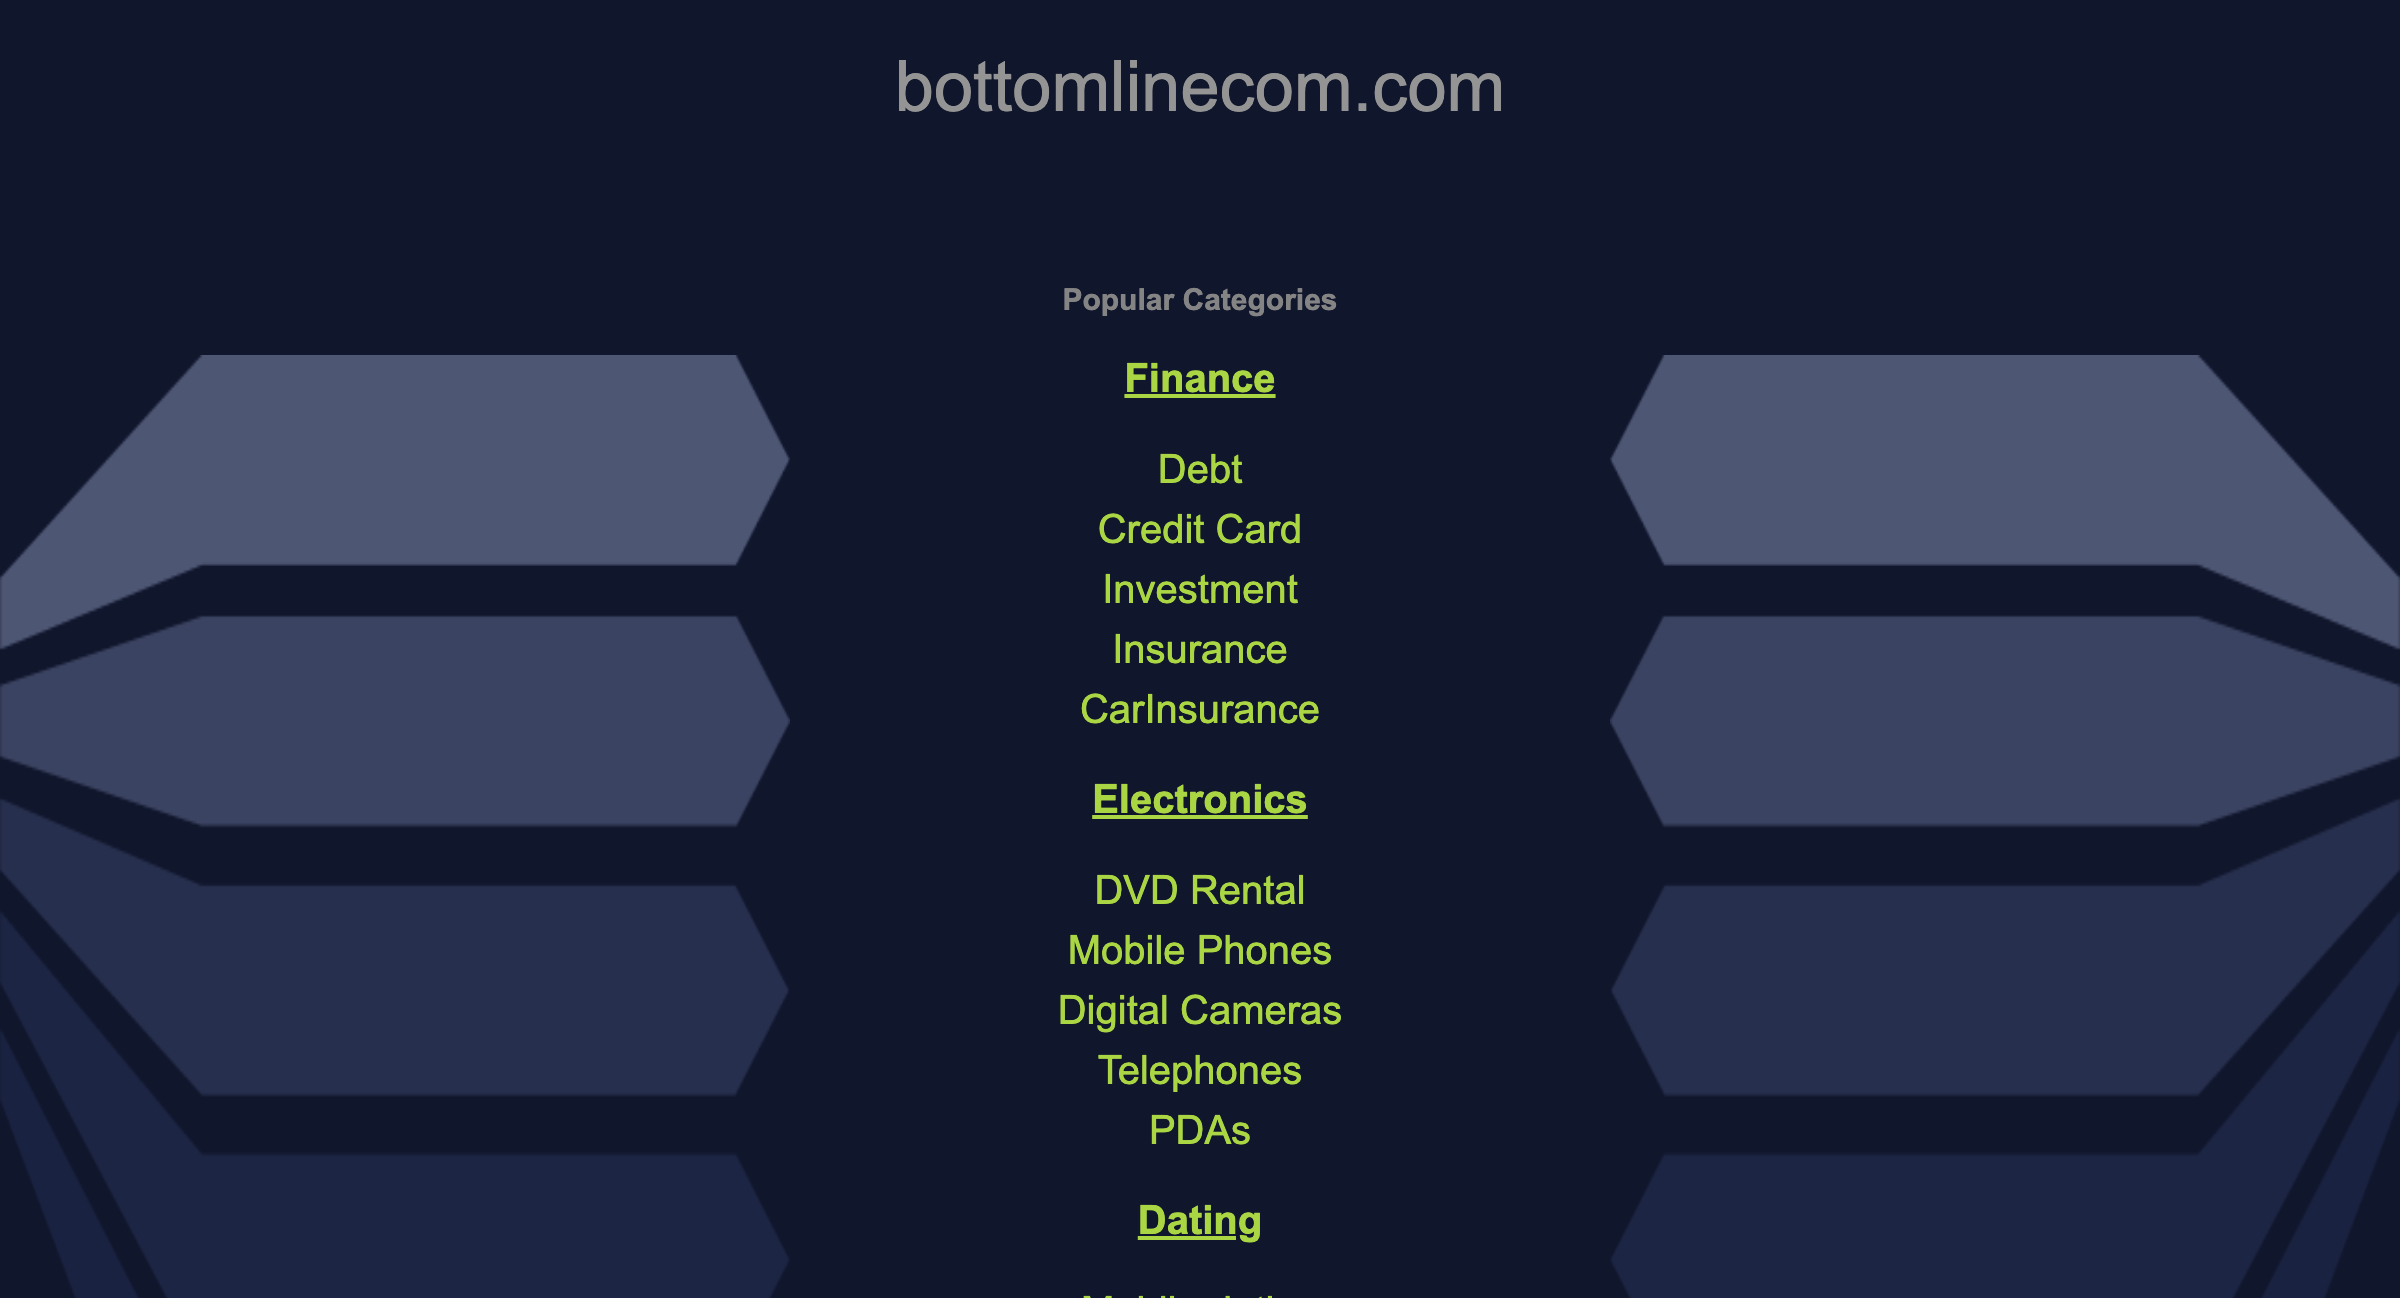 bottomlinecom.com
Popular Categories
Finance
Debt
Credit Card
Investment
Insurance
CarInsurance
Electronics
DVD Rental
Mobile Phones
Digital Cameras
Telephones
PDAs
Dating